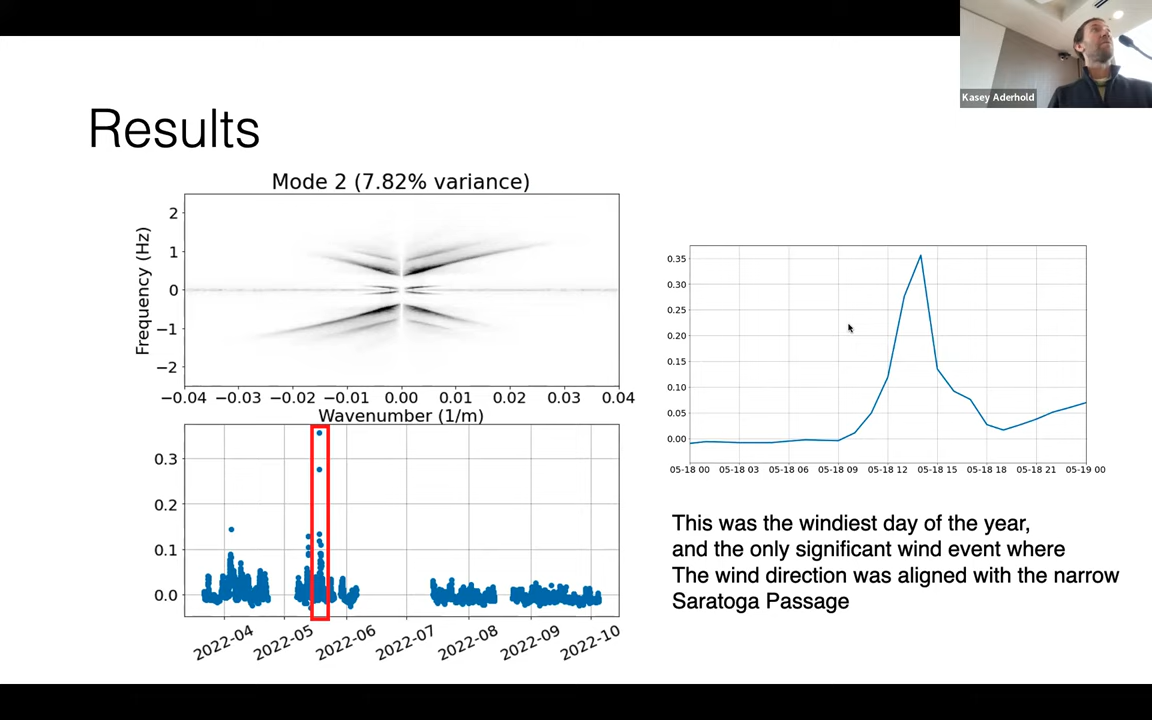 Kasey Aderhold
Results
Mode 2 (7.82% variance)
Frequency (Hz)
2
1
0
−1
−2
−0.04 −0.03 −0.02 −0.01 0.00 0.01 0.02 0.03 0.04
Wavenumber (1/m)
0.3
0.2
0.1
0.0
2022-04 2022-05 2022-06 2022-07 2022-08 2022-09 2022-10
0.35
0.30
0.25
0.20
0.15
0.10
0.05
0.00
05-18 00 05-18 03 05-18 06 05-18 09 05-18 12 05-18 15 05-18 18 05-18 21 05-19 00
This was the windiest day of the year,
and the only significant wind event where
The wind direction was aligned with the narrow
Saratoga Passage